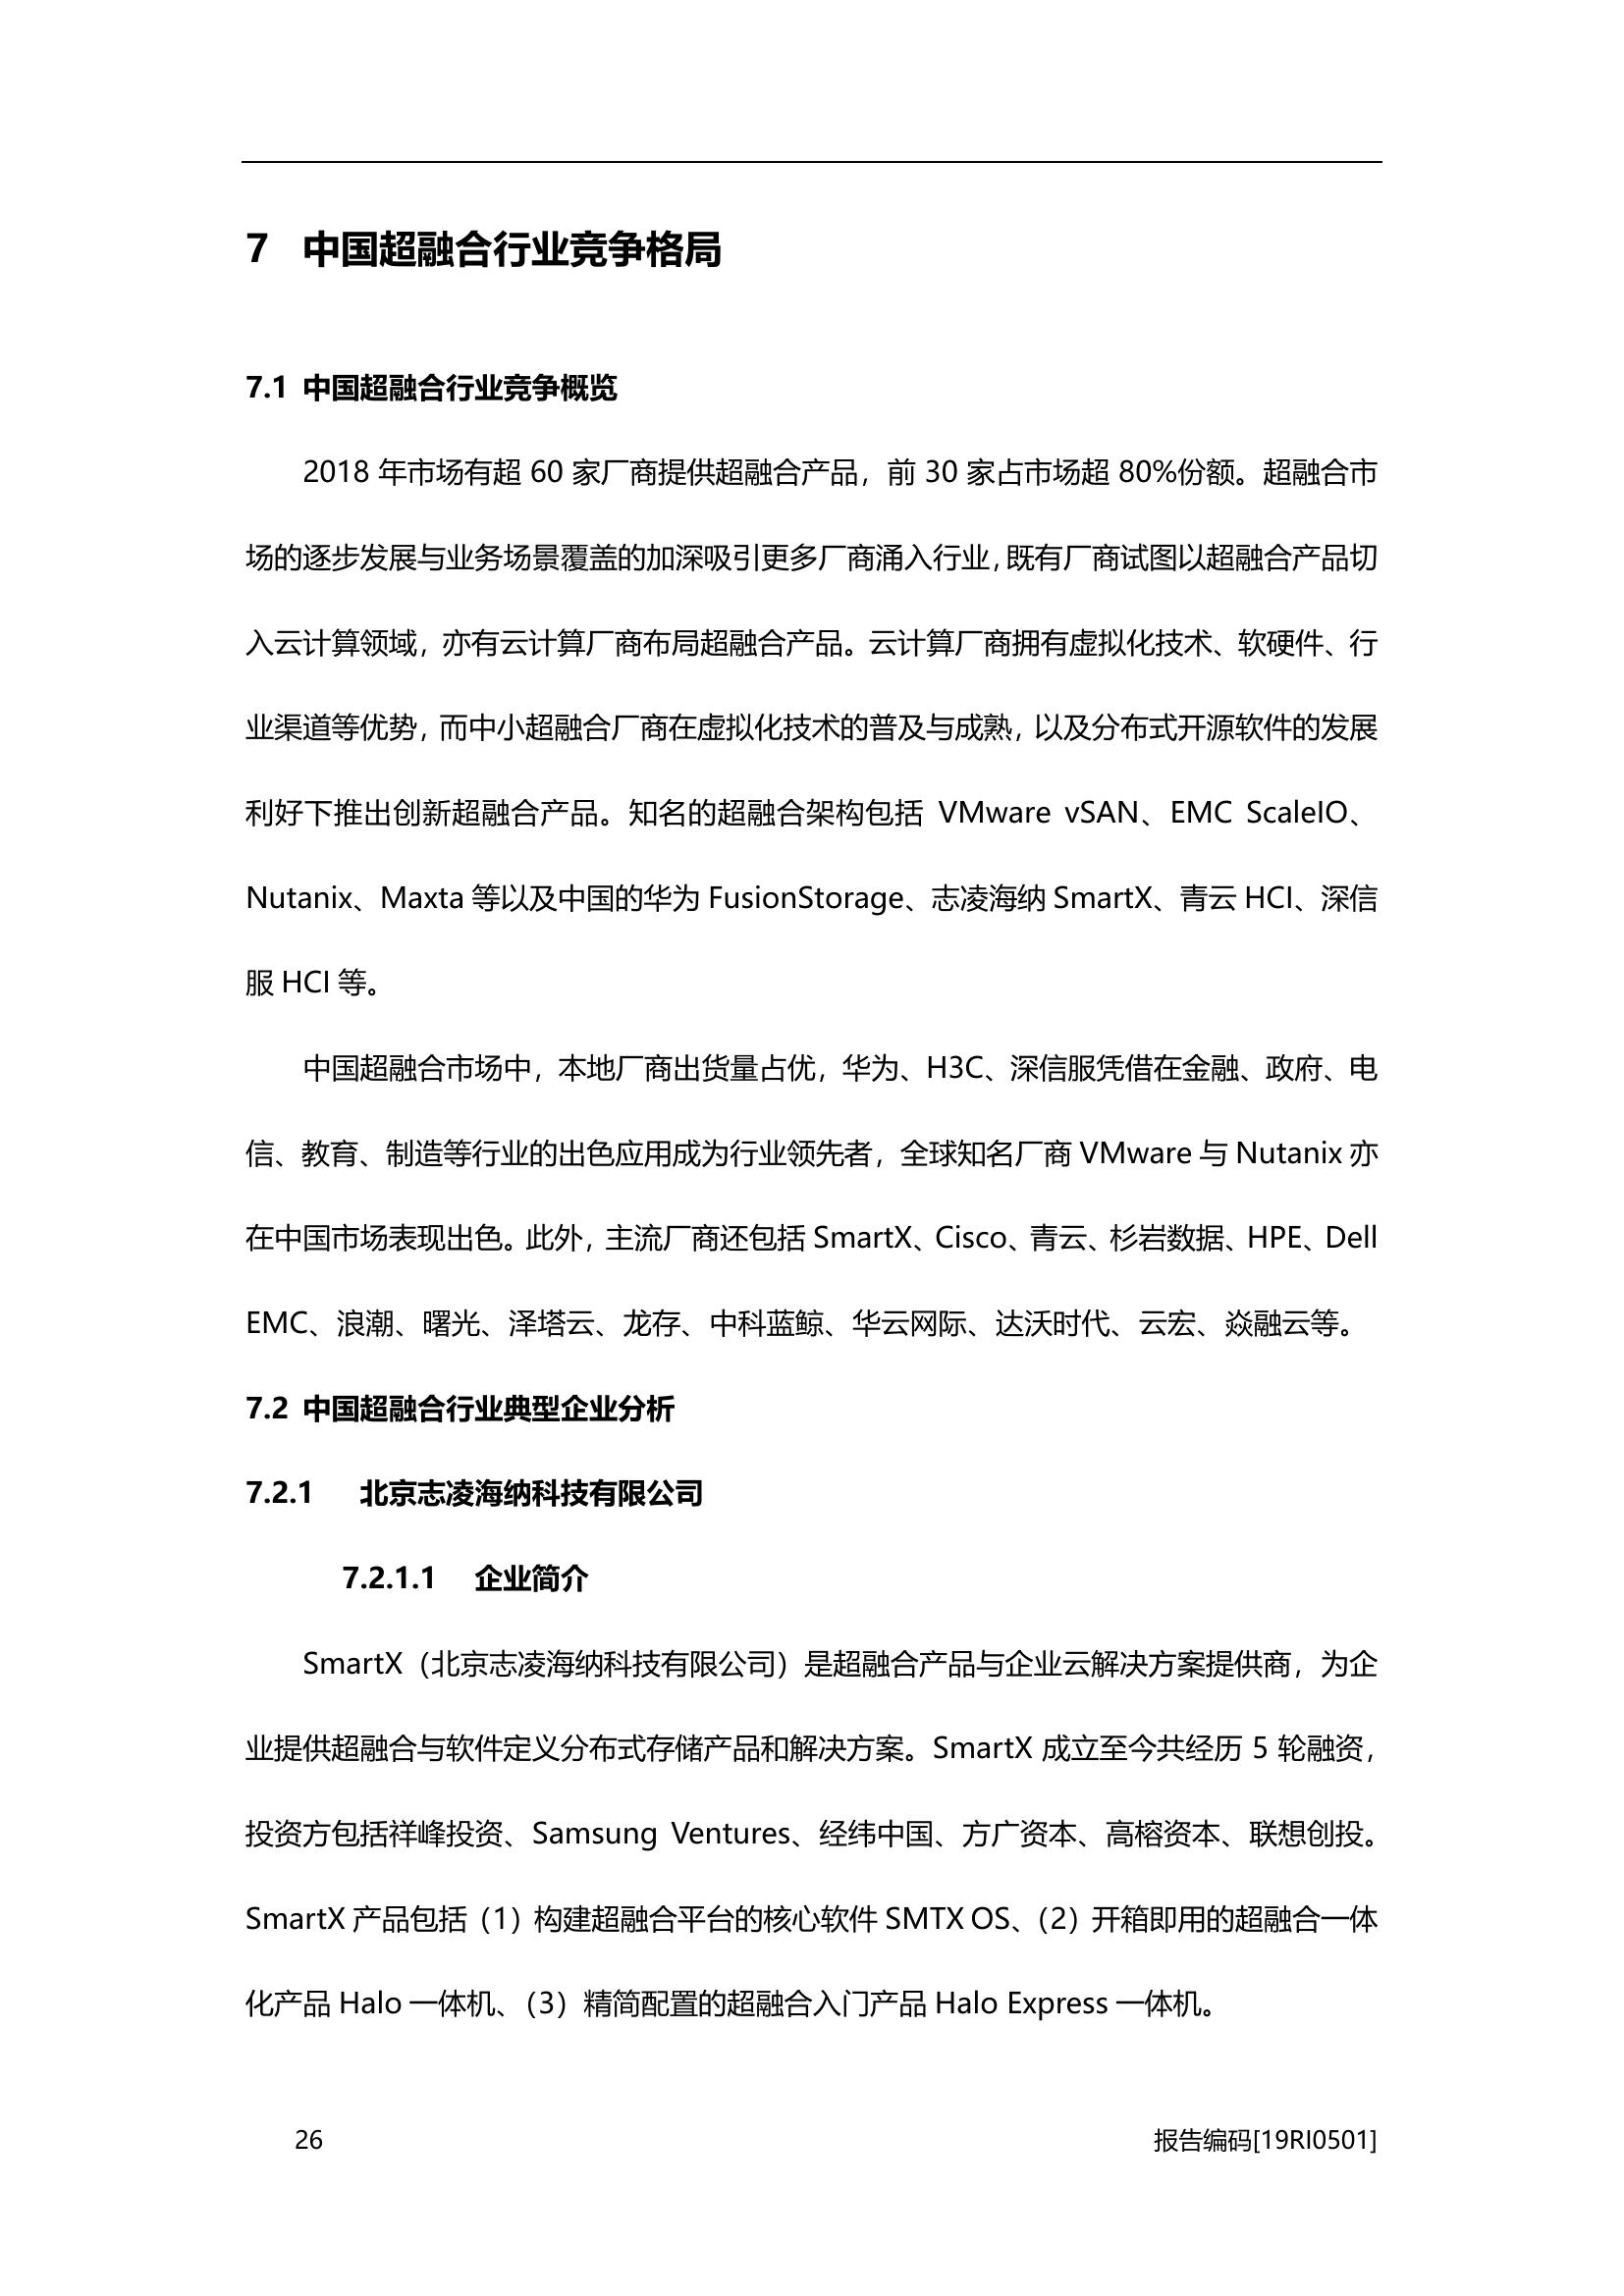 7 中国超融合行业竞争格局
7.1 中国超融合行业竞争概览
2018 年市场有超 60 家厂商提供超融合产品，前 30 家占市场超 80%份额。超融合市
场的逐步发展与业务场景覆盖的加深吸引更多厂商涌入行业，既有厂商试图以超融合产品切
入云计算领域，亦有云计算厂商布局超融合产品。云计算厂商拥有虚拟化技术、软硬件、行
业渠道等优势，而中小超融合厂商在虚拟化技术的普及与成熟，以及分布式开源软件的发展
利好下推出创新超融合产品。知名的超融合架构包括 VMware vSAN、EMC ScaleIO、
Nutanix、Maxta 等以及中国的华为 FusionStorage、志凌海纳 SmartX、青云 HCI、深信
服 HCI 等。
中国超融合市场中，本地厂商出货量占优，华为、H3C、深信服凭借在金融、政府、电
信、教育、制造等行业的出色应用成为行业领先者，全球知名厂商 VMware 与 Nutanix 亦
在中国市场表现出色。此外，主流厂商还包括 SmartX、Cisco、青云、杉岩数据、HPE、Dell
EMC、浪潮、曙光、泽塔云、龙存、中科蓝鲸、华云网际、达沃时代、云宏、焱融云等。
7.2 中国超融合行业典型企业分析
7.2.1 北京志凌海纳科技有限公司
7.2.1.1 企业简介
SmartX（北京志凌海纳科技有限公司）是超融合产品与企业云解决方案提供商，为企
业提供超融合与软件定义分布式存储产品和解决方案。SmartX 成立至今共经历 5 轮融资，
投资方包括祥峰投资、Samsung Ventures、经纬中国、方广资本、高榕资本、联想创投。
SmartX 产品包括（1）构建超融合平台的核心软件 SMTX OS、（2）开箱即用的超融合一体
化产品 Halo 一体机、（3）精简配置的超融合入门产品 Halo Express 一体机。
26 报告编码[19RI0501]